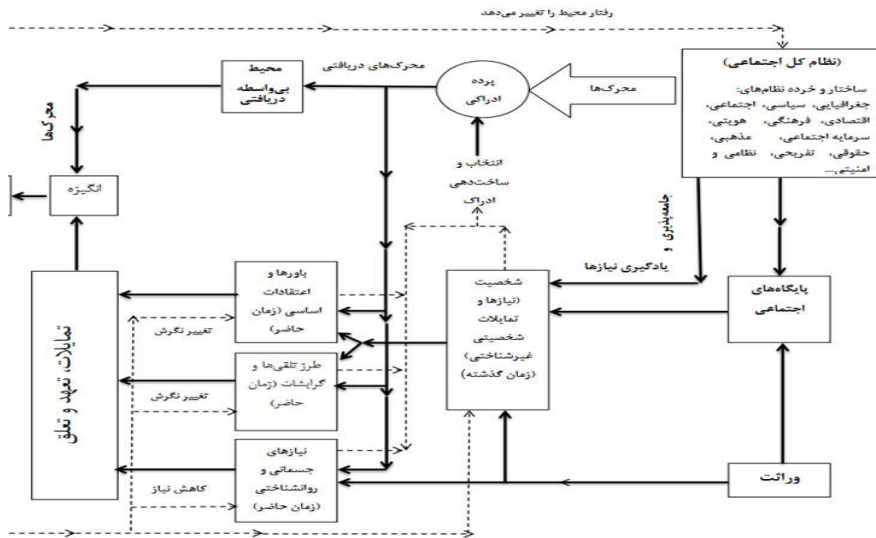 رفتار محیط را تغییر می‌دهد
(نظام کل اجتماعی)
ساختار و خرده نظام‌های:
جغرافیایی، سیاسی، اجتماعی،
اقتصادی، فرهنگی، هویتی،
سرمایه اجتماعی، مذهبی،
حقوقی، تفریحی، نظامی و
امنیتی...
محرک‌ها
پرده
ادراکی
محرک‌های دریافتی
محیط
بی‌واسطه
دریافتی
محرک‌ها
انگیزه
انتخاب و
ساخت‌دهی
ادراک
جامعه‌پذیری و
یادگیری نیازها
پایگاه‌های
اجتماعی
شخصیت
(نیازها و
تمایلات
شخصیتی
غیرشناختی)
(زمان گذشته)
باورها و
اعتقادات
اساسی (زمان
حاضر)
تغییر نگرش
طرز تلقی‌ها و
گرایشات (زمان
حاضر)
تغییر نگرش
نیازهای
جسمانی و
روانشناختی
(زمان حاضر)
کاهش نیاز
تمایلات، تعهد و تعلق
وراثت